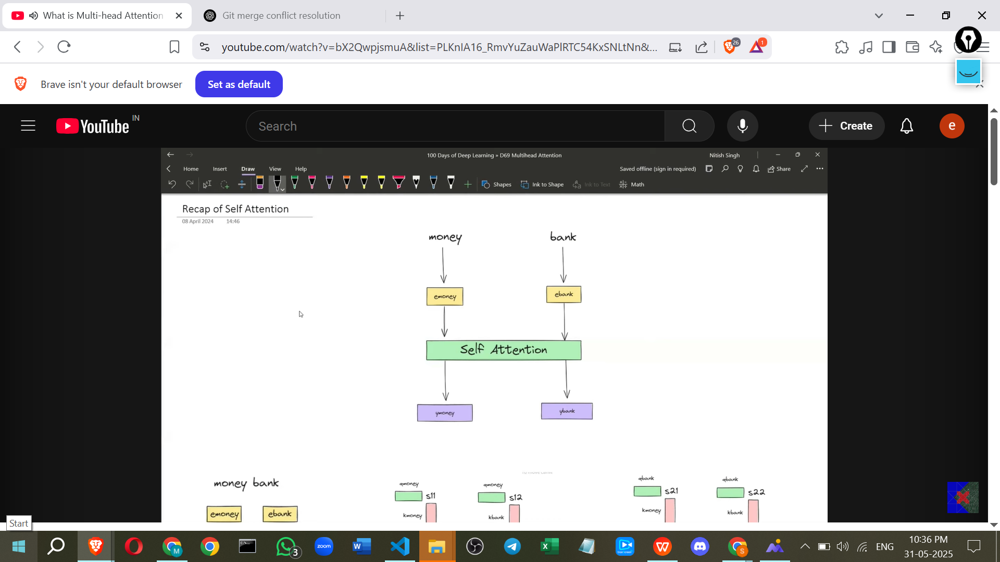 What is Multi-head Attention
Git merge conflict resolution
youtube.com/watch?v=bX2QwpjsmuA&list=PLKnIA16_RmvYuZauWaPlRTC54KxSNLtNn&...
26
1
Brave isn't your default browser
Set as default
YouTube IN
Search
Create
e
100 Days of Deep Learning » D69 Multihead Attention
Nitish Singh
Home Insert Draw View Help
Saved offline (sign in required)
Share
Shapes
Ink to Shape
Ink to Text
Math
Recap of Self Attention
08 April 2024 14:46
money bank
emoney ebank
Self Attention
ymoney ybank
money bank
emoney ebank
qmoney
s11
kmoney
qmoney
s12
kbank
qbank
s21
kmoney
qbank
s22
kbank
Start
M
3
zoom
S
ENG
10:36 PM
31-05-2025